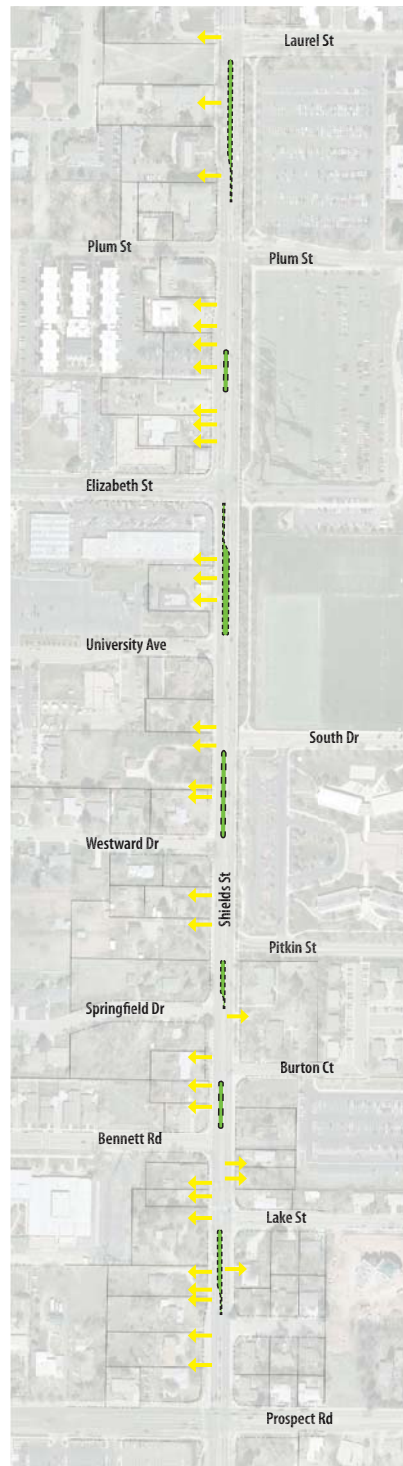 Laurel St
Plum St
Plum St
Elizabeth St
University Ave
South Dr
Westward Dr
Shields St
Pitkin St
Springfield Dr
Burton Ct
Bennett Rd
Lake St
Prospect Rd